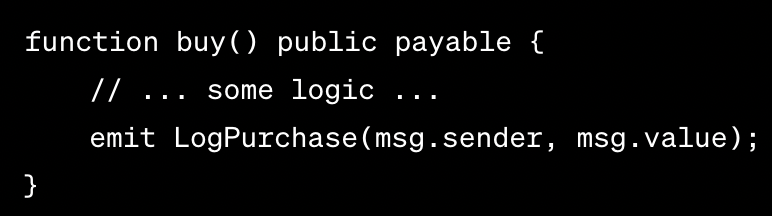 function buy() public payable {
    // ... some logic ...
    emit LogPurchase(msg.sender, msg.value);
}